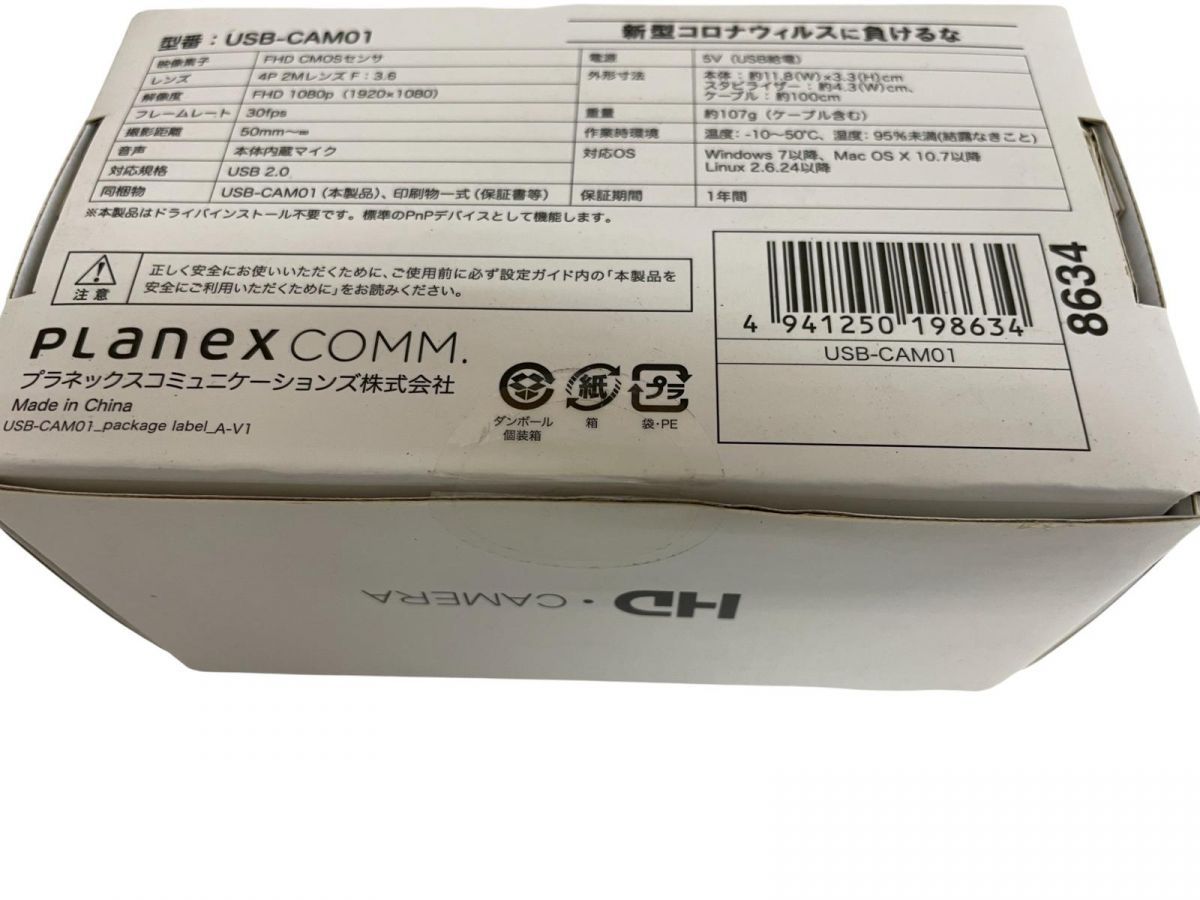 型番：USB-CAM01
新型コロナウィルスに負けるな
映像素子 FHD CMOSセンサ
レンズ 4P 2Mレンズ F：3.6
解像度 FHD 1080p（1920×1080）
フレームレート 30fps
撮影距離 50mm〜∞
音声 本体内蔵マイク
対応規格 USB 2.0
同梱物 USB-CAM01（本製品）、印刷物一式（保証書等）
電源 5V（USB給電）
外形寸法 本体：約11.8(W)×3.3(H)cm
スタビライザー：約4.3(W)cm、
ケーブル：約100cm
重量 約107g（ケーブル含む）
作業時環境 温度：-10〜50℃、湿度：95%未満(結露なきこと)
対応OS Windows 7以降、Mac OS X 10.7以降
Linux 2.6.24以降
保証期間 1年間
※本製品はドライバインストール不要です。標準のPnPデバイスとして機能します。
注意
正しく安全にお使いいただくために、ご使用前に必ず設定ガイド内の「本製品を
安全にご利用いただくために」をお読みください。
PLANEX COMM.
プラネックスコミュニケーションズ株式会社
Made in China
USB-CAM01_package label_A-V1
ダンボール
個装箱
紙
箱
プラ
袋・PE
4 941250 198634
8634
USB-CAM01
HD・CAMERA